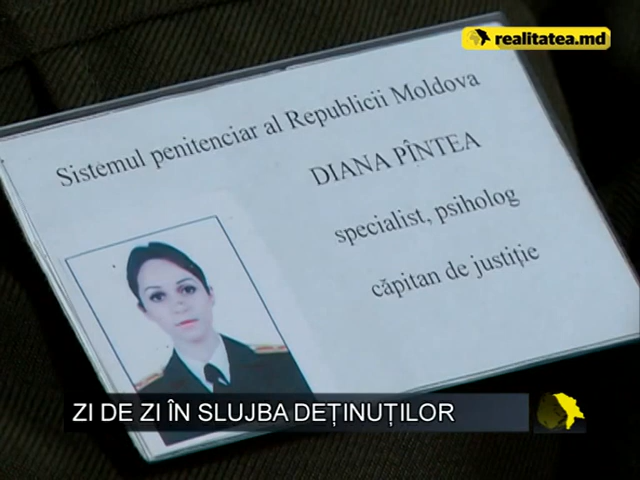 realitatea.md
Sistemul penitenciar al Republicii Moldova
DIANA PÎNTEA
specialist, psiholog
căpitan de justiție
ZI DE ZI ÎN SLUJBA DEȚINUȚILOR